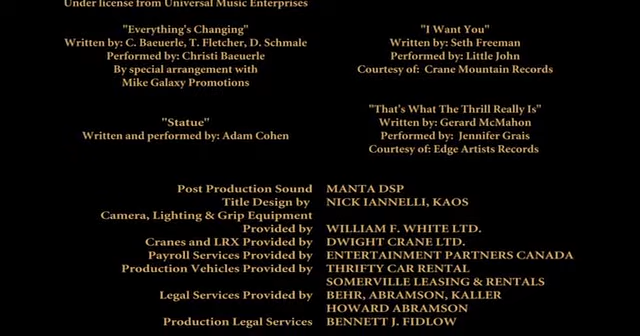 Under license from Universal Music Enterprises
"Everything's Changing"
Written by: C. Baeuerle, T. Fletcher, D. Schmale
Performed by: Christi Baeuerle
By special arrangement with
Mike Galaxy Promotions
"Statue"
Written and performed by: Adam Cohen
"I Want You"
Written by: Seth Freeman
Performed by: Little John
Courtesy of: Crane Mountain Records
"That's What The Thrill Really Is"
Written by: Gerard McMahon
Performed by: Jennifer Grais
Courtesy of: Edge Artists Records
Post Production Sound MANTA DSP
Title Design by NICK IANNELLI, KAOS
Camera, Lighting & Grip Equipment
Provided by WILLIAM F. WHITE LTD.
Cranes and LRX Provided by DWIGHT CRANE LTD.
Payroll Services Provided by ENTERTAINMENT PARTNERS CANADA
Production Vehicles Provided by THRIFTY CAR RENTAL
SOMERVILLE LEASING & RENTALS
Legal Services Provided by BEHR, ABRAMSON, KALLER
HOWARD ABRAMSON
Production Legal Services BENNETT J. FIDLOW